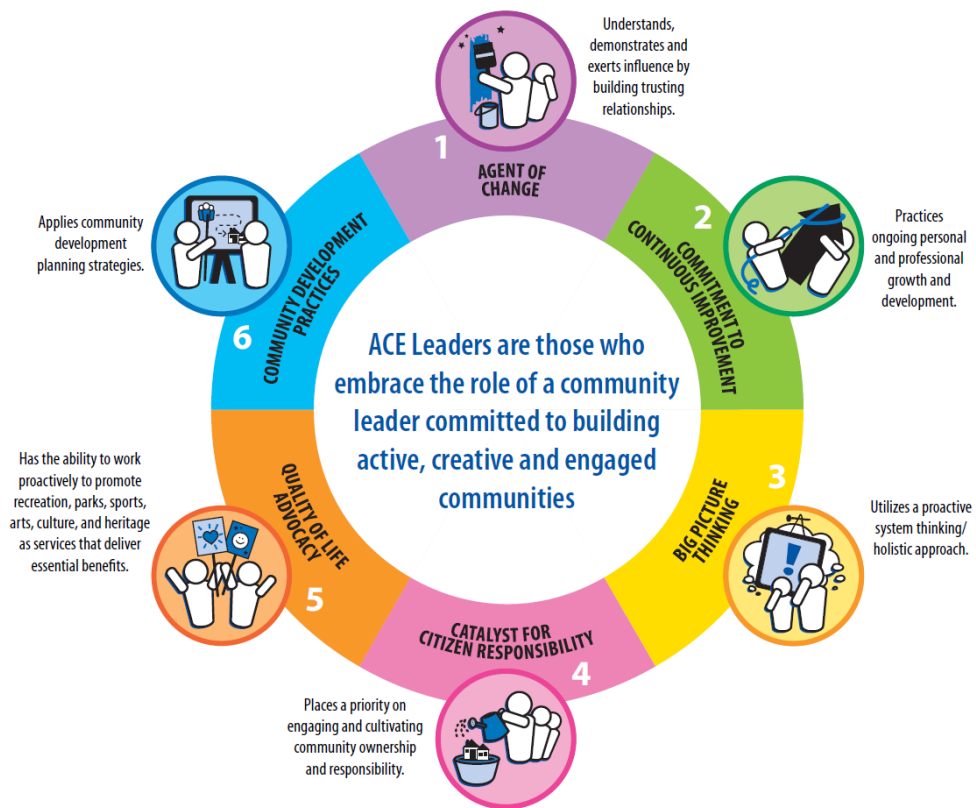 Understands,
demonstrates and
exerts influence by
building trusting
relationships.
1
AGENT OF
CHANGE
2
COMMITMENT TO
CONTINUOUS IMPROVEMENT
Practices
ongoing personal
and professional
growth and
development.
3
BIG PICTURE
THINKING
Utilizes a proactive
system thinking/
holistic approach.
!
4
CATALYST FOR
CITIZEN RESPONSIBILITY
Places a priority on
engaging and cultivating
community ownership
and responsibility.
5
QUALITY OF LIFE
ADVOCACY
Has the ability to work
proactively to promote
recreation, parks, sports,
arts, culture, and heritage
as services that deliver
essential benefits.
6
COMMUNITY DEVELOPMENT
PRACTICES
Applies community
development
planning strategies.
ACE Leaders are those who
embrace the role of a community
leader committed to building
active, creative and engaged
communities